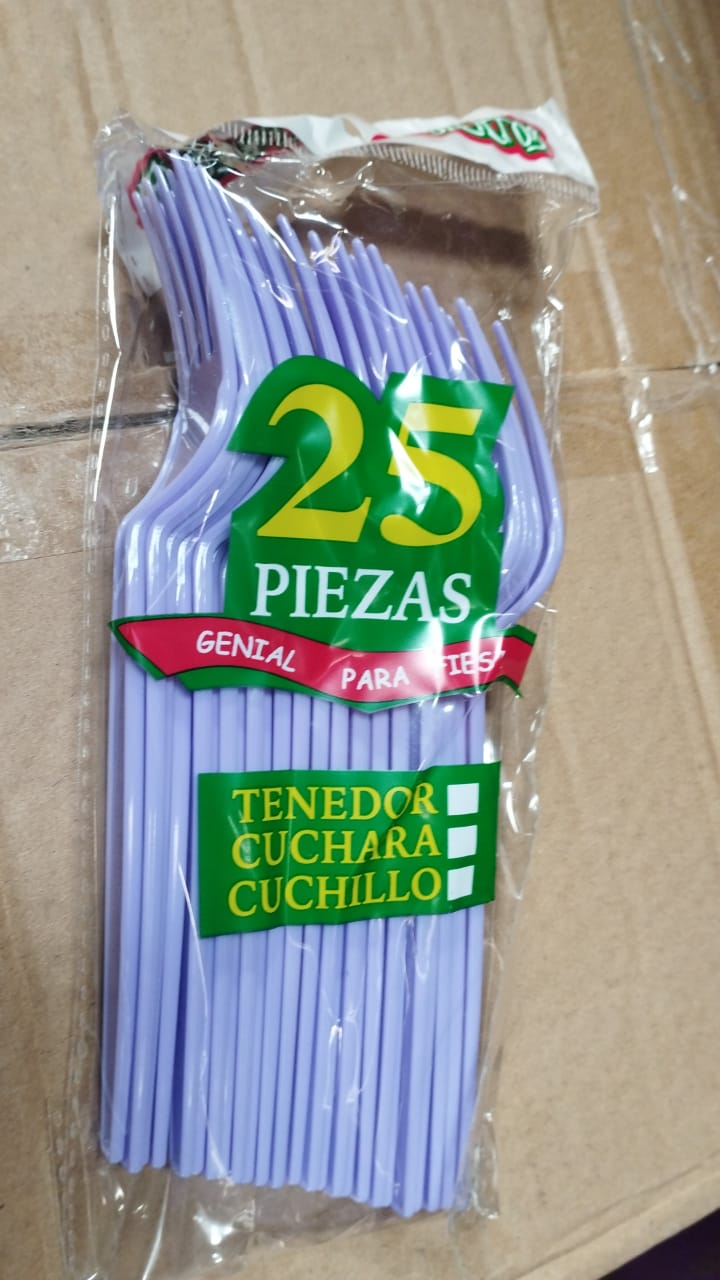 25
PIEZAS
GENIAL PARA
TENEDOR
CUCHARA
CUCHILLO